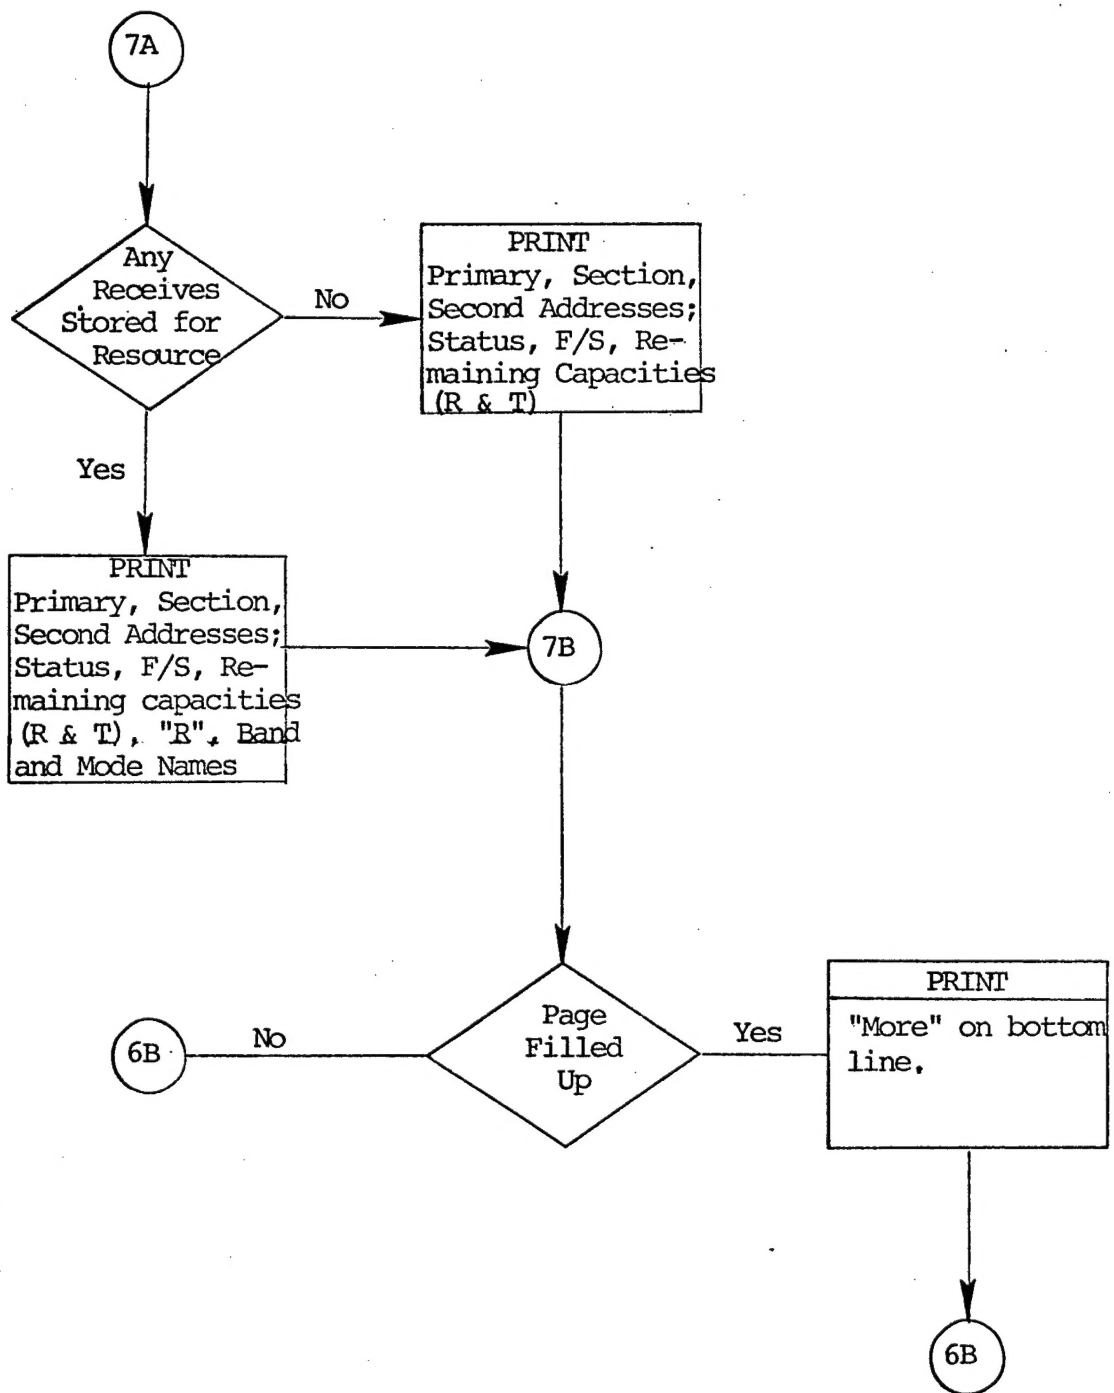 7A
Any
Receives
Stored for
Resource
No
PRINT
Primary, Section,
Second Addresses;
Status, F/S, Re-
maining Capacities
(R & T)
Yes
PRINT
Primary, Section,
Second Addresses;
Status, F/S, Re-
maining capacities
(R & T), "R", Band
and Mode Names
7B
Page
Filled
Up
No
6B
Yes
PRINT
"More" on bottom
line.
6B